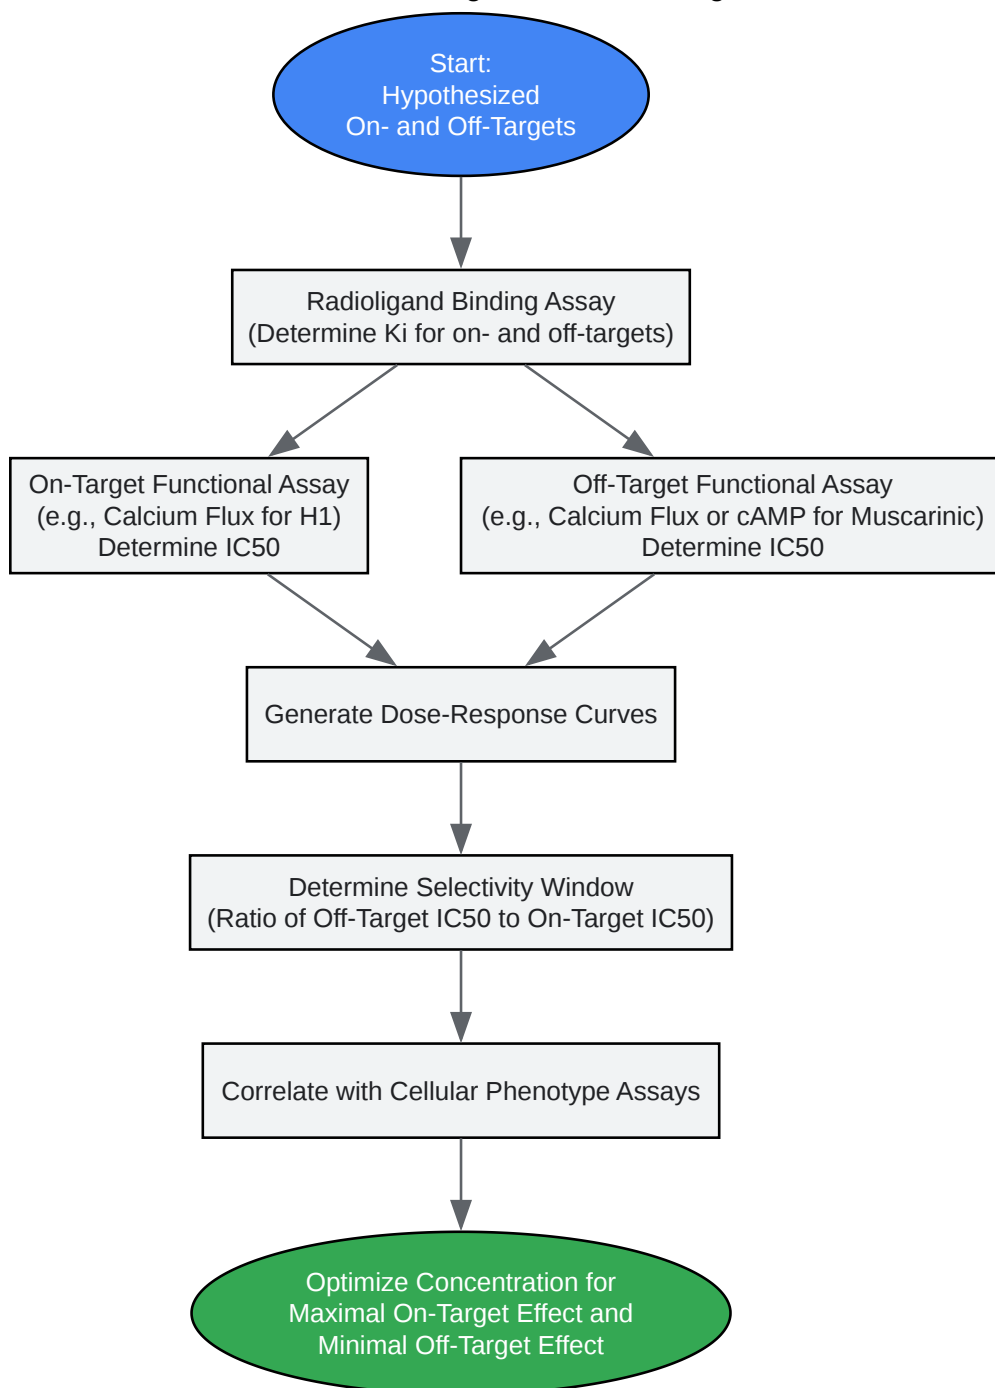 Start:
Hypothesized
On- and Off-Targets
Radioligand Binding Assay
(Determine Ki for on- and off-targets)
On-Target Functional Assay
(e.g., Calcium Flux for H1)
Determine IC50
Off-Target Functional Assay
(e.g., Calcium Flux or cAMP for Muscarinic)
Determine IC50
Generate Dose-Response Curves
Determine Selectivity Window
(Ratio of Off-Target IC50 to On-Target IC50)
Correlate with Cellular Phenotype Assays
Optimize Concentration for
Maximal On-Target Effect and
Minimal Off-Target Effect